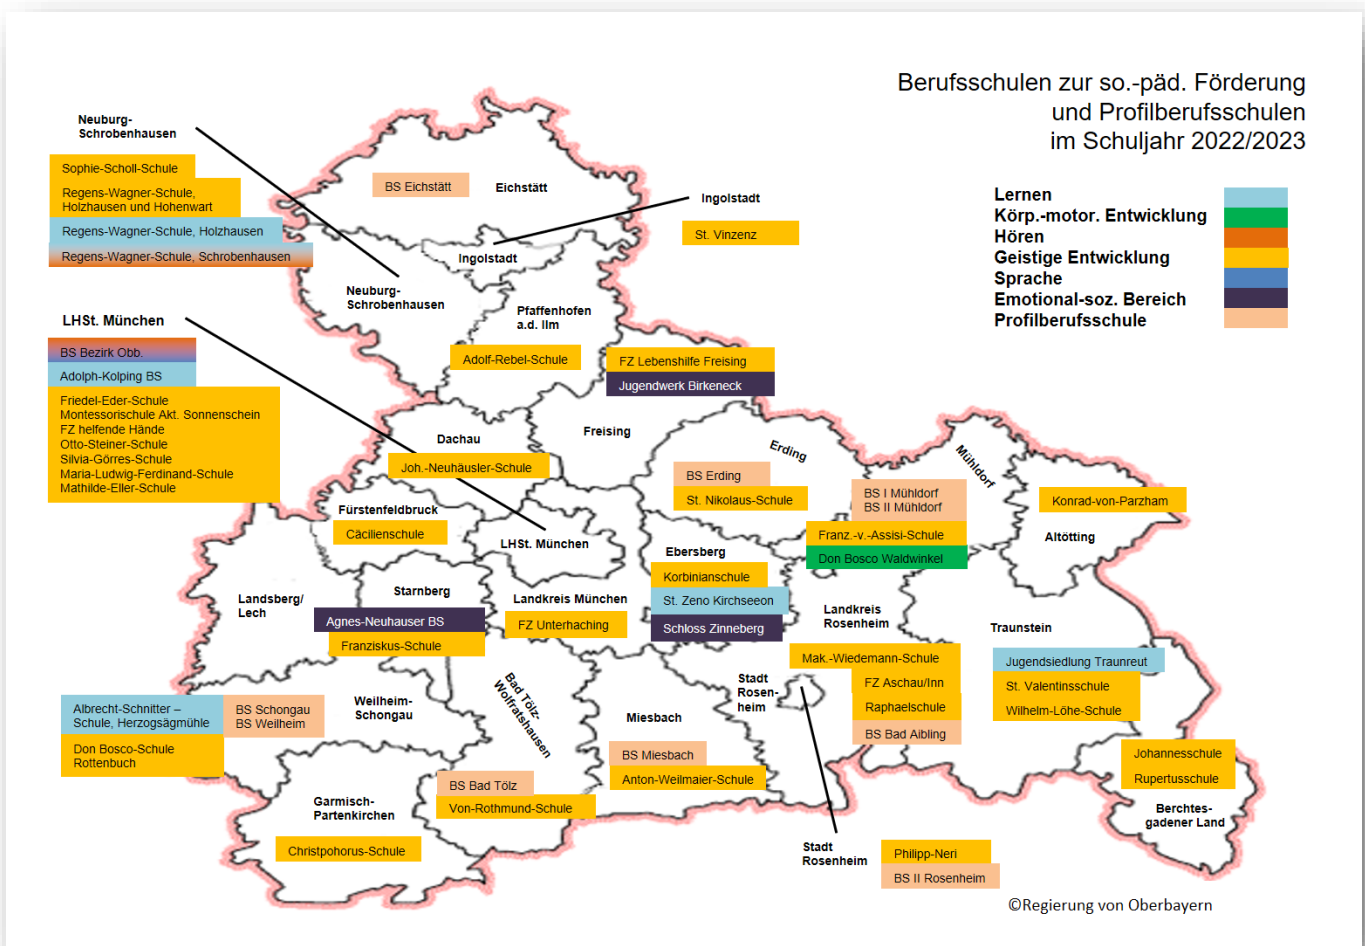 Berufsschulen zur so.-päd. Förderung
und Profilberufsschulen
im Schuljahr 2022/2023
Lernen
Körp.-motor. Entwicklung
Hören
Geistige Entwicklung
Sprache
Emotional-soz. Bereich
Profilberufsschule
Neuburg-
Schrobenhausen
Sophie-Scholl-Schule
Regens-Wagner-Schule,
Holzhausen und Hohenwart
Regens-Wagner-Schule, Holzhausen
Regens-Wagner-Schule, Schrobenhausen
BS Eichstätt
Eichstätt
Ingolstadt
St. Vinzenz
Ingolstadt
Neuburg-
Schrobenhausen
Pfaffenhofen
a.d. Ilm
Adolf-Rebel-Schule
LHSt. München
BS Bezirk Obb.
Adolph-Kolping BS
Friedel-Eder-Schule
Montessorischule Akt. Sonnenschein
FZ helfende Hände
Otto-Steiner-Schule
Silvia-Görres-Schule
Maria-Ludwig-Ferdinand-Schule
Mathilde-Eller-Schule
FZ Lebenshilfe Freising
Jugendwerk Birkeneck
Freising
Dachau
Joh.-Neuhäusler-Schule
Erding
BS Erding
St. Nikolaus-Schule
Mühldorf
BS I Mühldorf
BS II Mühldorf
Franz.-v.-Assisi-Schule
Don Bosco Waldwinkel
Konrad-von-Parzham
Altötting
Fürstenfeldbruck
Cäcilienschule
LHSt. München
Ebersberg
Korbinianschule
St. Zeno Kirchseeon
Schloss Zinneberg
Landsberg/
Lech
Starnberg
Agnes-Neuhauser BS
Franziskus-Schule
Landkreis München
FZ Unterhaching
Landkreis
Rosenheim
Mak.-Wiedemann-Schule
FZ Aschau/Inn
Raphaelschule
BS Bad Aibling
Traunstein
Jugendsiedlung Traunreut
St. Valentinsschule
Wilhelm-Löhe-Schule
Albrecht-Schnitter –
Schule, Herzogsägmühle
Don Bosco-Schule
Rottenbuch
BS Schongau
BS Weilheim
Weilheim-
Schongau
Bad Tölz-
Wolfratshausen
BS Bad Tölz
Von-Rothmund-Schule
Miesbach
BS Miesbach
Anton-Weilmaier-Schule
Stadt
Rosen-
heim
Johannesschule
Rupertusschule
Berchtes-
gadener Land
Garmisch-
Partenkirchen
Christpohorus-Schule
Stadt
Rosenheim
Philipp-Neri
BS II Rosenheim
©Regierung von Oberbayern